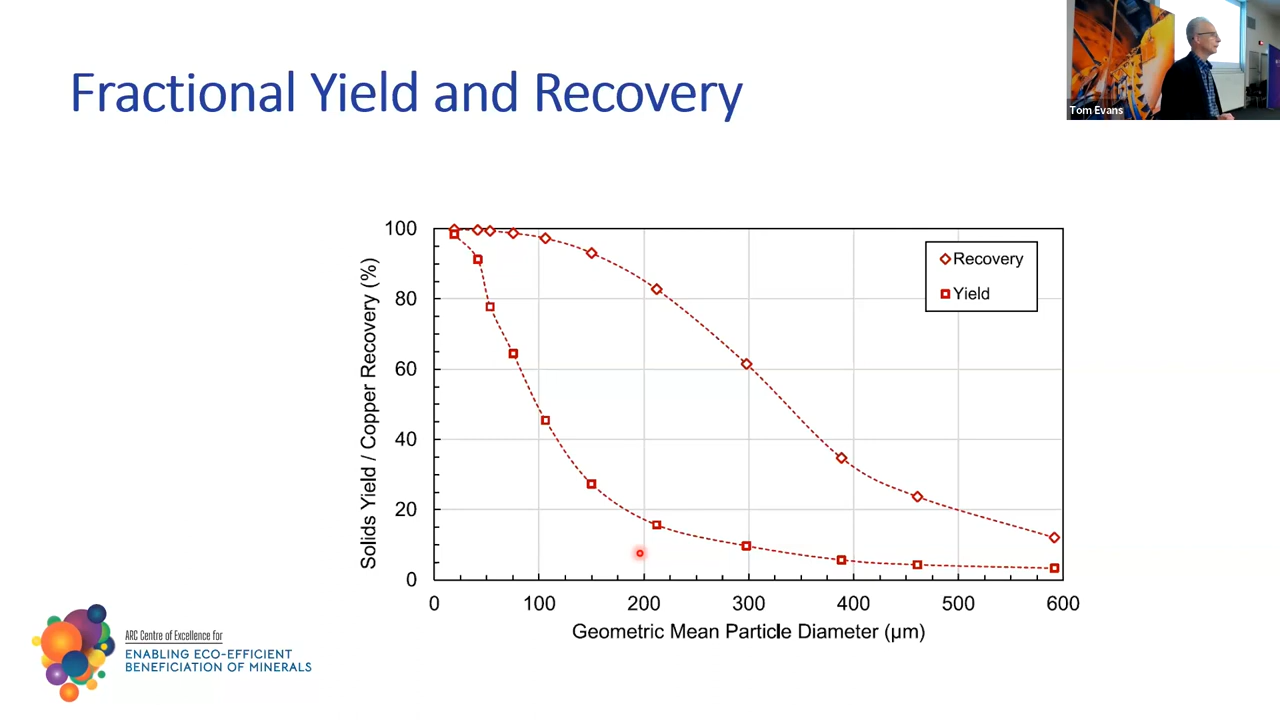 Fractional Yield and Recovery
Tom Evans
Solids Yield / Copper Recovery (%)
100
80
60
40
20
0
Recovery
Yield
0 100 200 300 400 500 600
Geometric Mean Particle Diameter (μm)
ARC Centre of Excellence for
ENABLING ECO-EFFICIENT
BENEFICIATION OF MINERALS